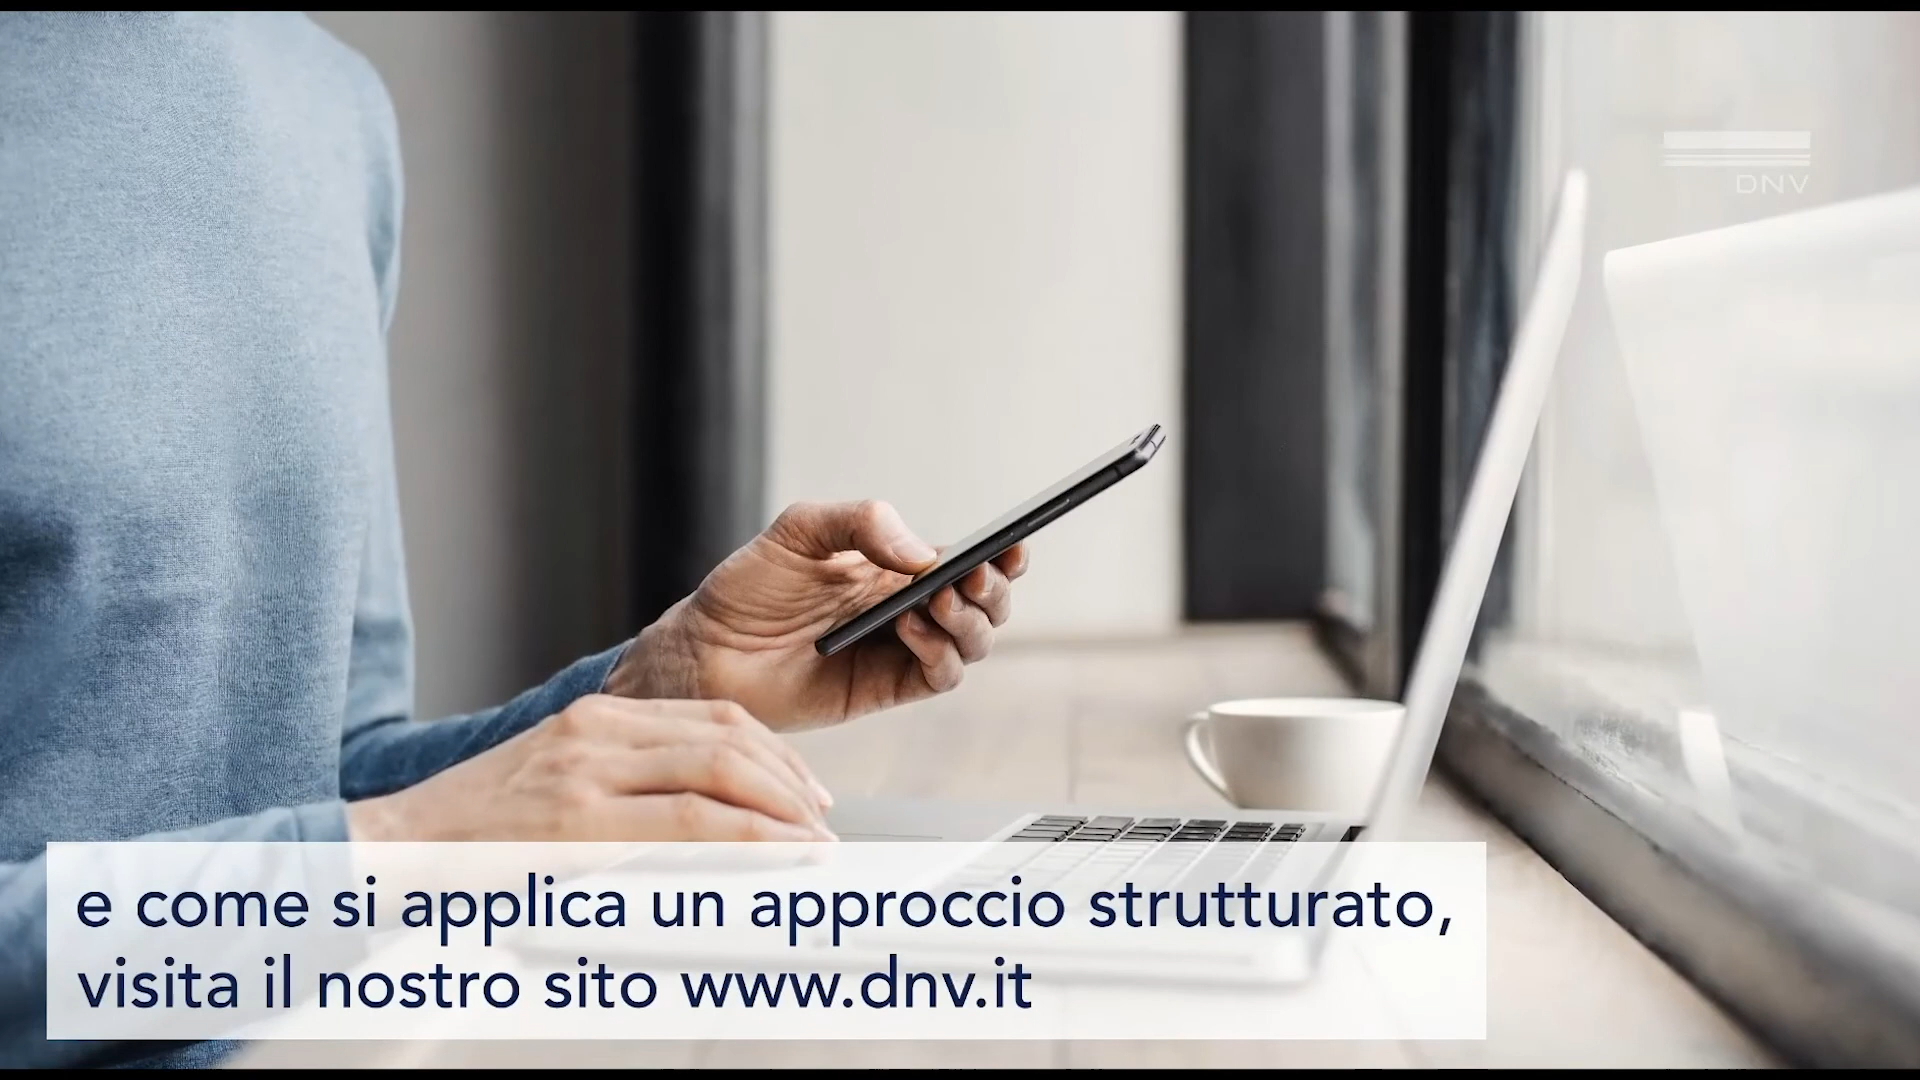 DNV
e come si applica un approccio strutturato,
visita il nostro sito www.dnv.it